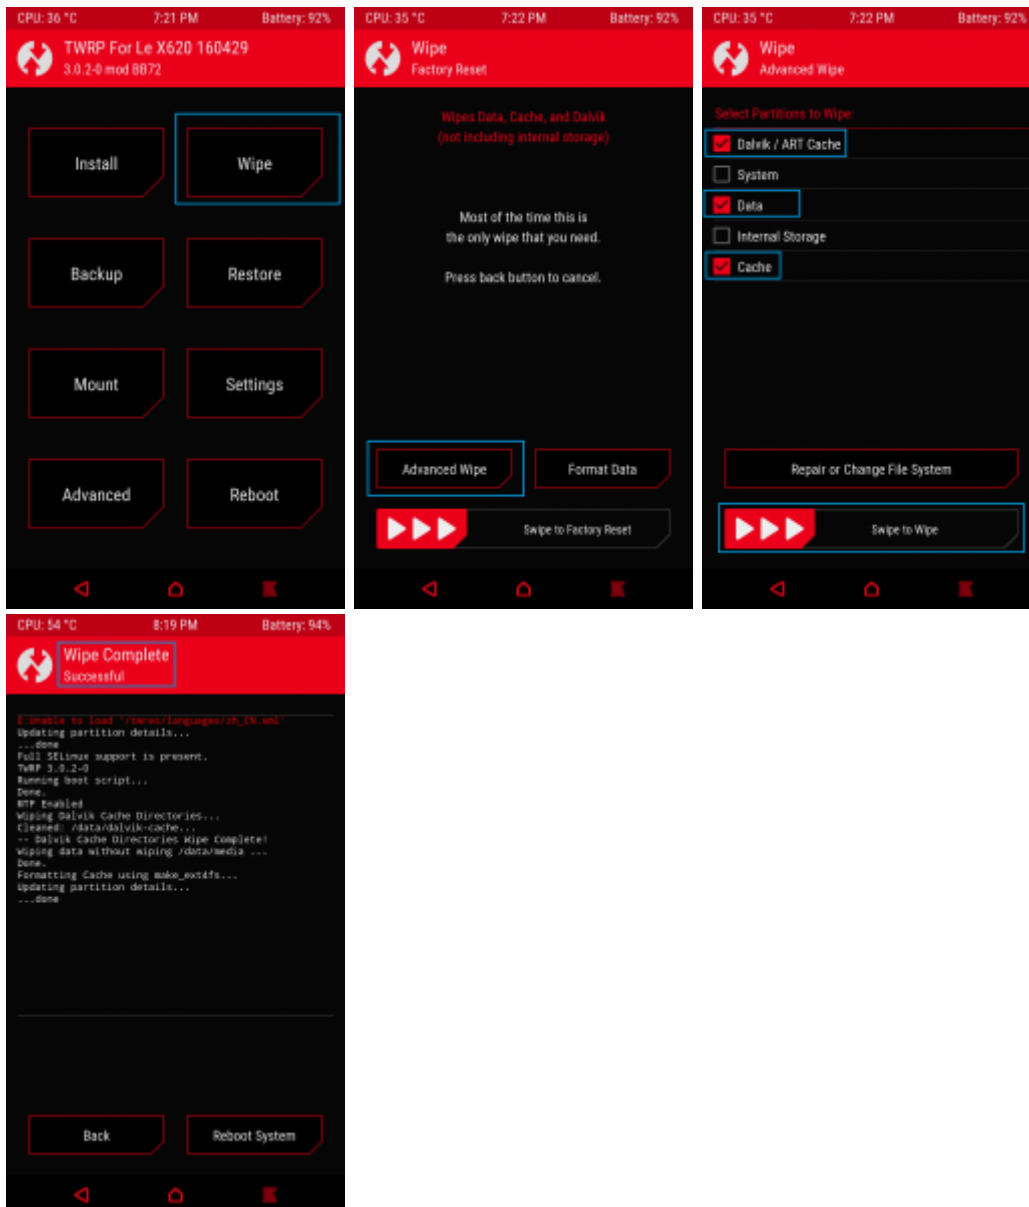 CPU: 36 °C 7:21 PM Battery: 92%
TWRP For Le X620 160429
3.0.2-0 mod BB72
Install Wipe
Backup Restore
Mount Settings
Advanced Reboot
CPU: 35 °C 7:22 PM Battery: 92%
Wipe
Factory Reset
Wipes Data, Cache, and Dalvik
(not including internal storage)
Most of the time this is
the only wipe that you need.
Press back button to cancel.
Advanced Wipe Format Data
Swipe to Factory Reset
CPU: 35 °C 7:22 PM Battery: 92%
Wipe
Advanced Wipe
Select Partitions to Wipe:
Dalvik / ART Cache
System
Data
Internal Storage
Cache
Repair or Change File System
Swipe to Wipe
CPU: 54 °C 8:19 PM Battery: 94%
Wipe Complete
Successful
E:Unable to load '/twres/languages/zh_CN.xml'
Updating partition details...
...done
Full SELinux support is present.
TWRP 3.0.2-0
Running boot script...
Done.
MTP Enabled
Wiping Dalvik Cache Directories...
Cleaned: /data/dalvik-cache...
-- Dalvik Cache Directories Wipe Complete!
Wiping data without wiping /data/media ...
Done.
Formatting Cache using make_ext4fs...
Updating partition details...
...done
Back Reboot System